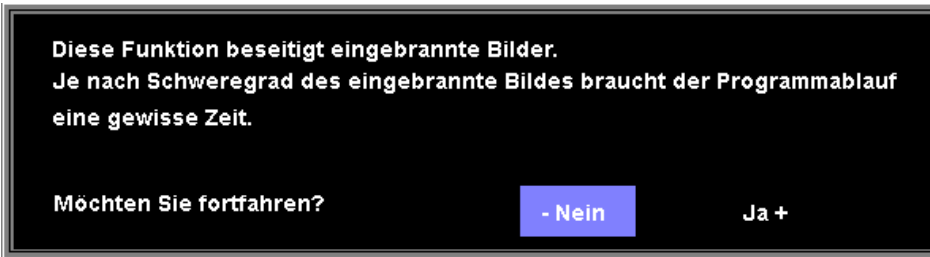 Diese Funktion beseitigt eingebrannte Bilder.
Je nach Schweregrad des eingebrannte Bildes braucht der Programmablauf
eine gewisse Zeit.
Möchten Sie fortfahren?
- Nein
Ja +